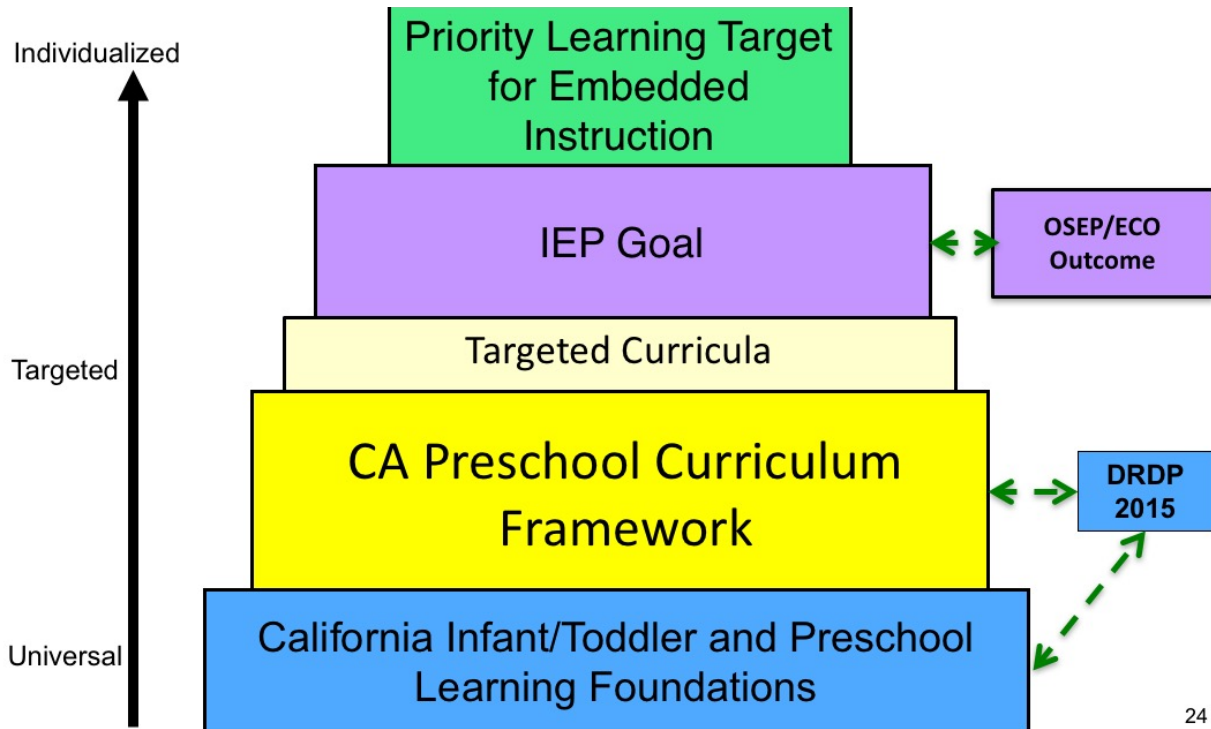 Individualized
Priority Learning Target
for Embedded
Instruction
IEP Goal
OSEP/ECO
Outcome
Targeted
Targeted Curricula
CA Preschool Curriculum
Framework
DRDP
2015
Universal
California Infant/Toddler and Preschool
Learning Foundations
24